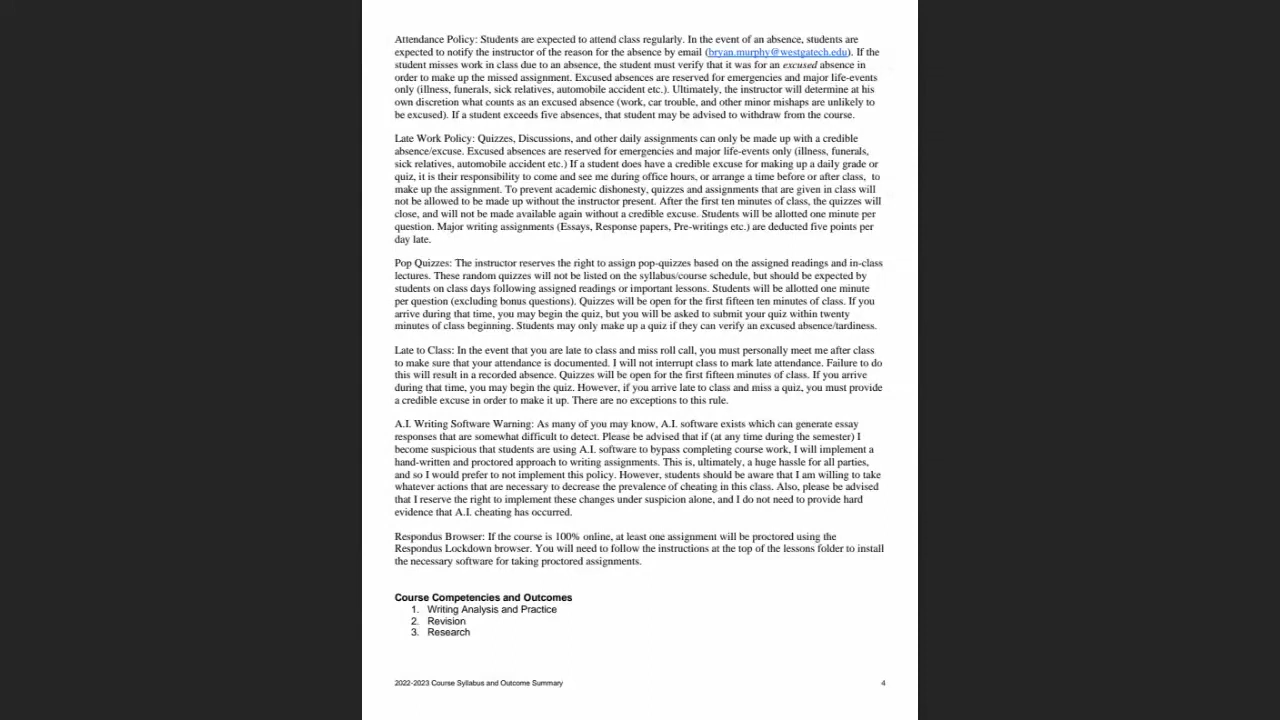 Attendance Policy: Students are expected to attend class regularly. In the event of an absence, students are
expected to notify the instructor of the reason for the absence by email (bryan.murphy@westgatech.edu). If the
student misses work in class due to an absence, the student must verify that it was for an excused absence in
order to make up the missed assignment. Excused absences are reserved for emergencies and major life-events
only (illness, funerals, sick relatives, automobile accident etc.). Ultimately, the instructor will determine at his
own discretion what counts as an excused absence (work, car trouble, and other minor mishaps are unlikely to
be excused). If a student exceeds five absences, that student may be advised to withdraw from the course.
Late Work Policy: Quizzes, Discussions, and other daily assignments can only be made up with a credible
absence/excuse. Excused absences are reserved for emergencies and major life-events only (illness, funerals,
sick relatives, automobile accident etc.) If a student does have a credible excuse for making up a daily grade or
quiz, it is their responsibility to come and see me during office hours, or arrange a time before or after class, to
make up the assignment. To prevent academic dishonesty, quizzes and assignments that are given in class will
not be allowed to be made up without the instructor present. After the first ten minutes of class, the quizzes will
close, and will not be made available again without a credible excuse. Students will be allotted one minute per
question. Major writing assignments (Essays, Response papers, Pre-writings etc.) are deducted five points per
day late.
Pop Quizzes: The instructor reserves the right to assign pop-quizzes based on the assigned readings and in-class
lectures. These random quizzes will not be listed on the syllabus/course schedule, but should be expected by
students on class days following assigned readings or important lessons. Students will be allotted one minute
per question (excluding bonus questions). Quizzes will be open for the first fifteen ten minutes of class. If you
arrive during that time, you may begin the quiz, but you will be asked to submit your quiz within twenty
minutes of class beginning. Students may only make up a quiz if they can verify an excused absence/tardiness.
Late to Class: In the event that you are late to class and miss roll call, you must personally meet me after class
to make sure that your attendance is documented. I will not interrupt class to mark late attendance. Failure to do
this will result in a recorded absence. Quizzes will be open for the first fifteen minutes of class. If you arrive
during that time, you may begin the quiz. However, if you arrive late to class and miss a quiz, you must provide
a credible excuse in order to make it up. There are no exceptions to this rule.
A.I. Writing Software Warning: As many of you may know, A.I. software exists which can generate essay
responses that are somewhat difficult to detect. Please be advised that if (at any time during the semester) I
become suspicious that students are using A.I. software to bypass completing course work, I will implement a
hand-written and proctored approach to writing assignments. This is, ultimately, a huge hassle for all parties,
and so I would prefer to not implement this policy. However, students should be aware that I am willing to take
whatever actions that are necessary to decrease the prevalence of cheating in this class. Also, please be advised
that I reserve the right to implement these changes under suspicion alone, and I do not need to provide hard
evidence that A.I. cheating has occurred.
Respondus Browser: If the course is 100% online, at least one assignment will be proctored using the
Respondus Lockdown browser. You will need to follow the instructions at the top of the lessons folder to install
the necessary software for taking proctored assignments.
Course Competencies and Outcomes
1. Writing Analysis and Practice
2. Revision
3. Research
2022-2023 Course Syllabus and Outcome Summary 4